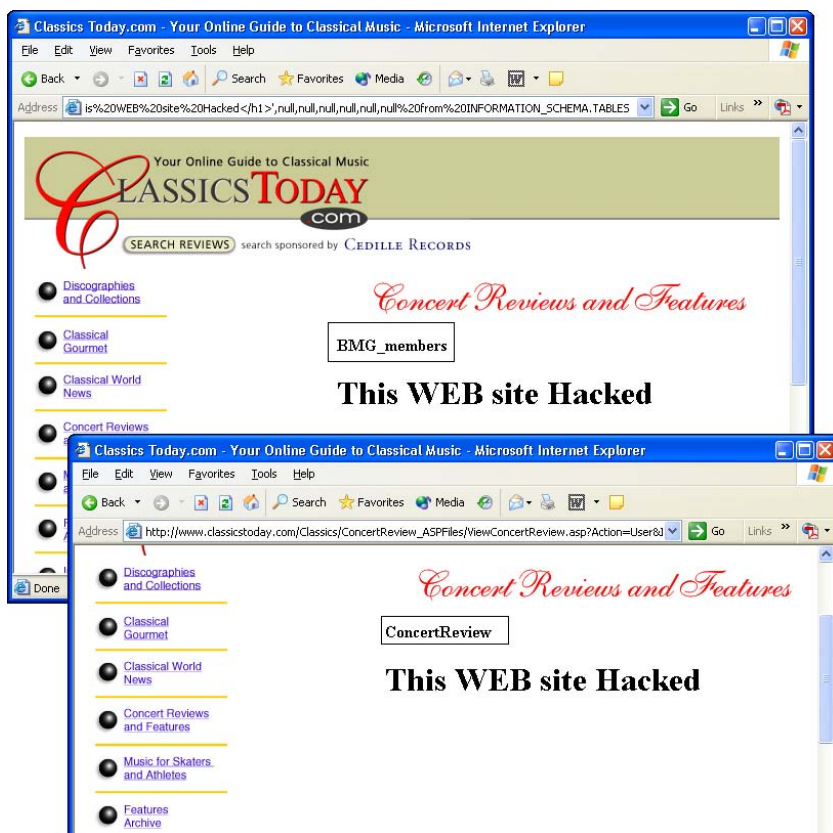 Classics Today.com - Your Online Guide to Classical Music - Microsoft Internet Explorer
File Edit View Favorites Tools Help
Back Search Favorites Media
Address is%20WEB%20site%20Hacked</h1>',null,null,null,null,null,null%20from%20INFORMATION_SCHEMA.TABLES Go Links »
Your Online Guide to Classical Music
CLASSICSTODAY
.com
SEARCH REVIEWS search sponsored by CEDILLE RECORDS
Concert Reviews and Features
Discographies
and Collections
Classical
Gourmet
Classical World
News
Concert Reviews
BMG_members
This WEB site Hacked
Done
Classics Today.com - Your Online Guide to Classical Music - Microsoft Internet Explorer
File Edit View Favorites Tools Help
Back Search Favorites Media
Address http://www.classicstoday.com/Classics/ConcertReview_ASPFiles/ViewConcertReview.asp?Action=User& Go Links »
Concert Reviews and Features
Discographies
and Collections
Classical
Gourmet
Classical World
News
Concert Reviews
and Features
Music for Skaters
and Athletes
Features
Archive
ConcertReview
This WEB site Hacked